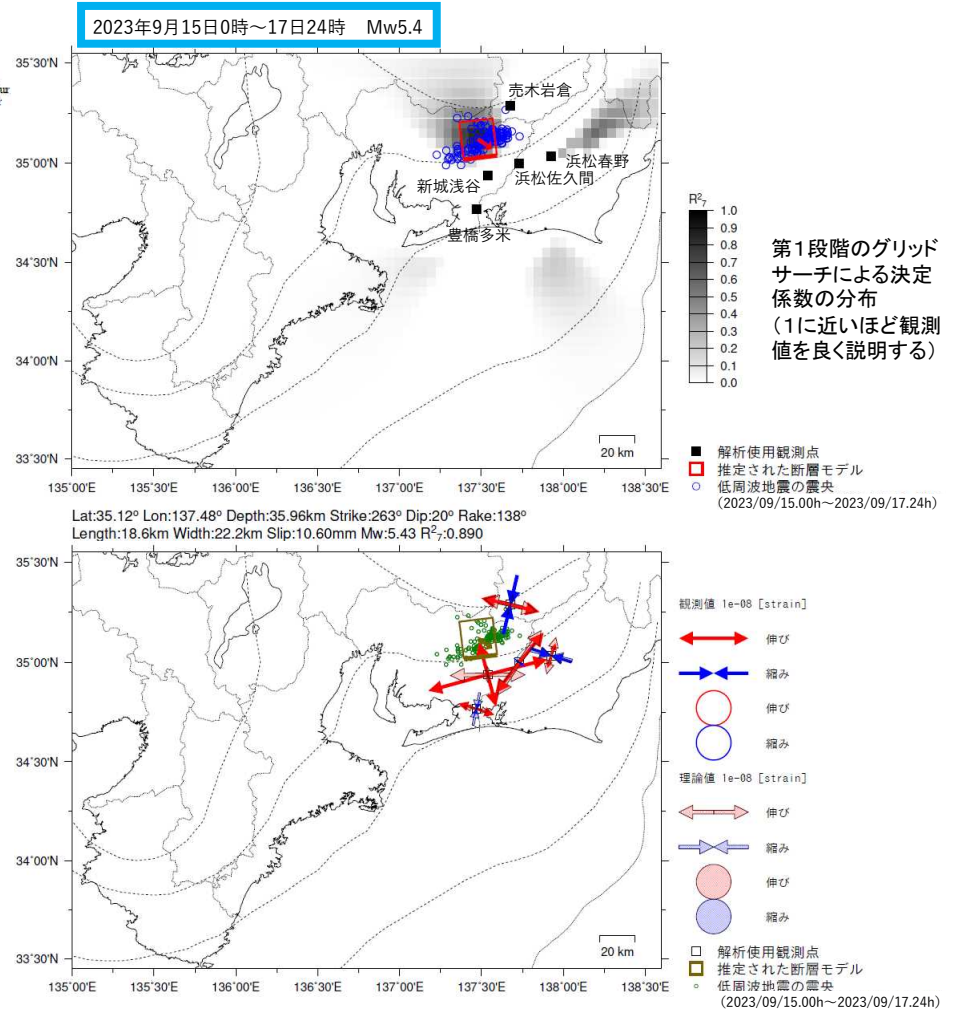 2023年9月15日0時～17日24時 Mw5.4
35°30'N
35°00'N
34°30'N
34°00'N
33°30'N
135°00'E 135°30'E 136°00'E 136°30'E 137°00'E 137°30'E 138°00'E 138°30'E
売木岩倉
浜松春野
浜松佐久間
新城浅谷
豊橋多米
20 km
R²₇
1.0
0.9
0.8
0.7
0.6
0.5
0.4
0.3
0.2
0.1
0.0
第１段階のグリッド
サーチによる決定
係数の分布
（１に近いほど観測
値を良く説明する）
解析使用観測点
推定された断層モデル
低周波地震の震央
(2023/09/15.00h～2023/09/17.24h)
Lat:35.12º Lon:137.48º Depth:35.96km Strike:263º Dip:20º Rake:138º
Length:18.6km Width:22.2km Slip:10.60mm Mw:5.43 R²₇:0.890
35°30'N
35°00'N
34°30'N
34°00'N
33°30'N
135°00'E 135°30'E 136°00'E 136°30'E 137°00'E 137°30'E 138°00'E 138°30'E
20 km
観測値 1e-08 [strain]
伸び
縮み
伸び
縮み
理論値 1e-08 [strain]
伸び
縮み
伸び
縮み
解析使用観測点
推定された断層モデル
低周波地震の震央
(2023/09/15.00h～2023/09/17.24h)